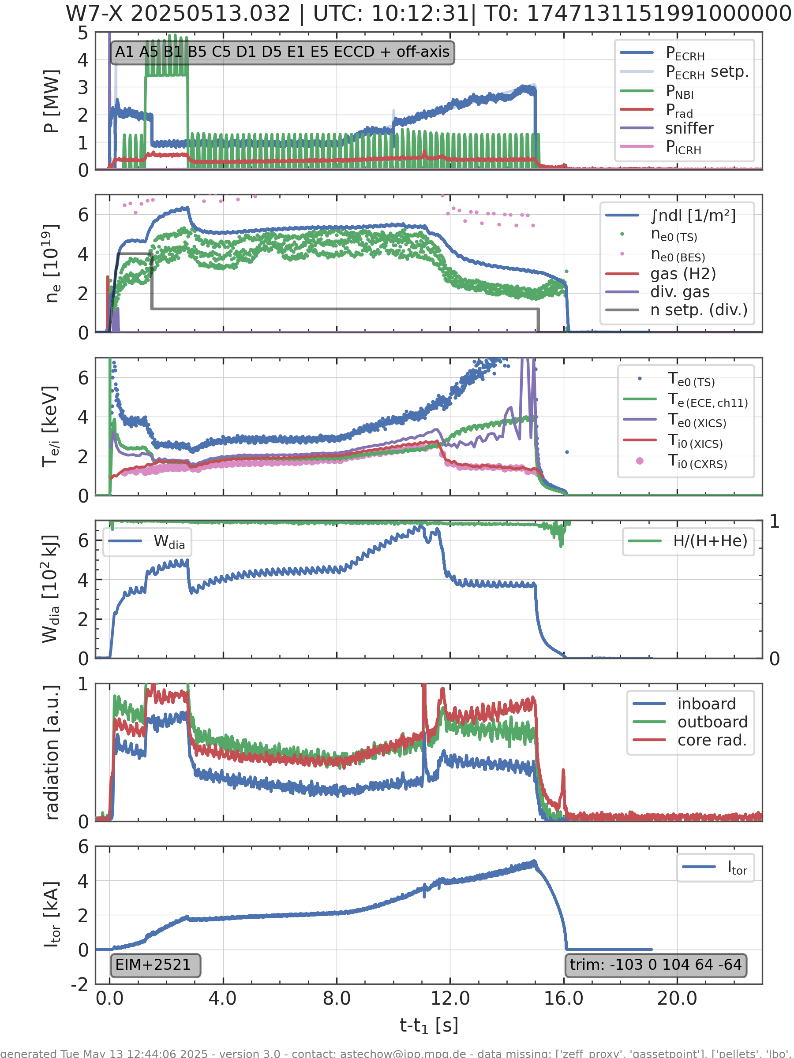 W7-X 20250513.032 | UTC: 10:12:31| T0: 1747131151991000000
5
4
3
2
1
0
P [MW]
A1 A5 B1 B5 C5 D1 D5 E1 E5 ECCD + off-axis
P_ECRH
P_ECRH setp.
P_NBI
P_rad
sniffer
P_ICRH
6
4
2
0
n_e [10^19]
∫ndl [1/m²]
n_e0 (TS)
n_e0 (BES)
gas (H2)
div. gas
n setp. (div.)
6
4
2
0
T_e/i [keV]
T_e0 (TS)
T_e (ECE, ch11)
T_e0 (XICS)
T_i0 (XICS)
T_i0 (CXRS)
6
4
2
0
W_dia [10² kJ]
W_dia
H/(H+He)
1
0
1
0
radiation [a.u.]
inboard
outboard
core rad.
6
4
2
0
-2
I_tor [kA]
I_tor
EIM+2521
trim: -103 0 104 64 -64
0.0 4.0 8.0 12.0 16.0 20.0
t-t₁ [s]
generated Tue May 13 12:44:06 2025 - version 3.0 - contact: astechow@ipp.mpg.de - data missing: ['zeff_proxy', 'gassetpoint'], ['pellets', 'lbo',